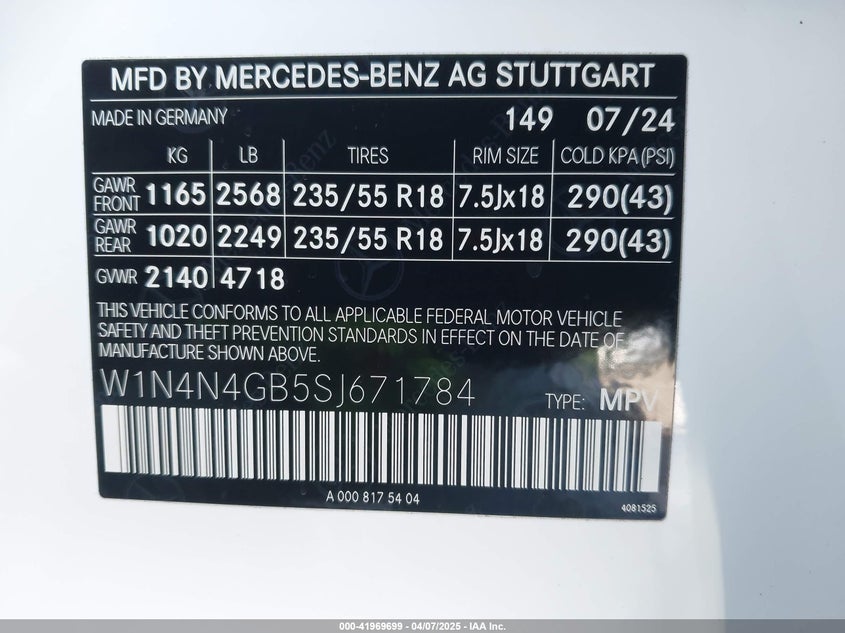 MFD BY MERCEDES-BENZ AG STUTTGART
MADE IN GERMANY 149 07/24
KG LB TIRES RIM SIZE COLD KPA(PSI)
GAWR FRONT 1165 2568 235/55 R18 7.5Jx18 290(43)
GAWR REAR 1020 2249 235/55 R18 7.5Jx18 290(43)
GVWR 2140 4718
THIS VEHICLE CONFORMS TO ALL APPLICABLE FEDERAL MOTOR VEHICLE
SAFETY AND THEFT PREVENTION STANDARDS IN EFFECT ON THE DATE OF
MANUFACTURE SHOWN ABOVE.
W1N4N4GB5SJ671784 TYPE: MPV
A 000 817 54 04
4081525
000-41969699 - 04/07/2025 - IAA Inc.